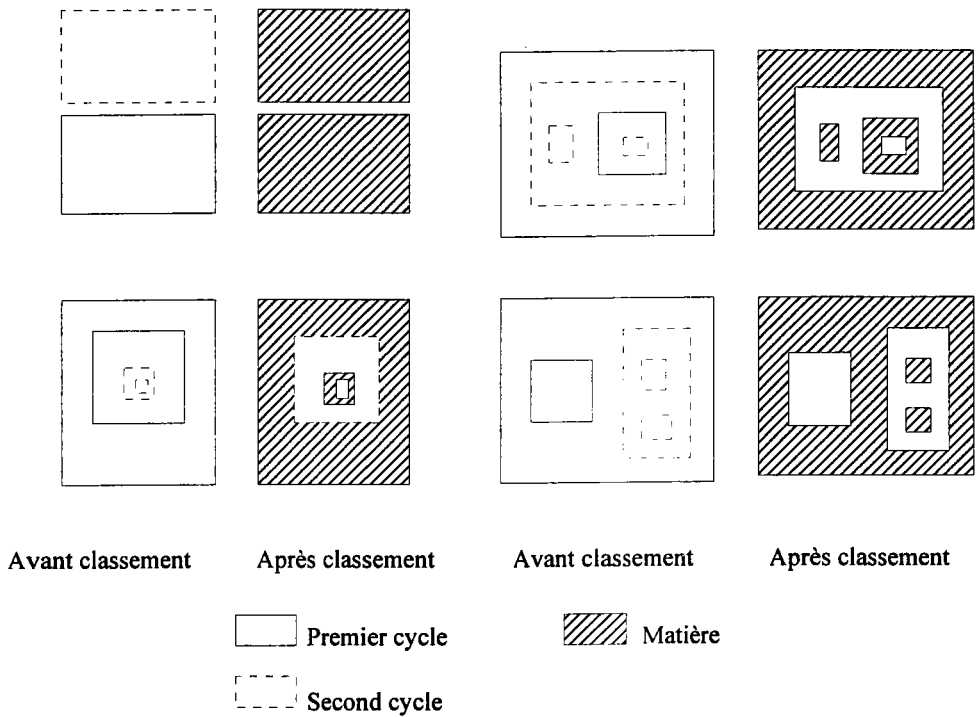 Avant classement
Après classement
Avant classement
Après classement
Premier cycle
Matière
Second cycle